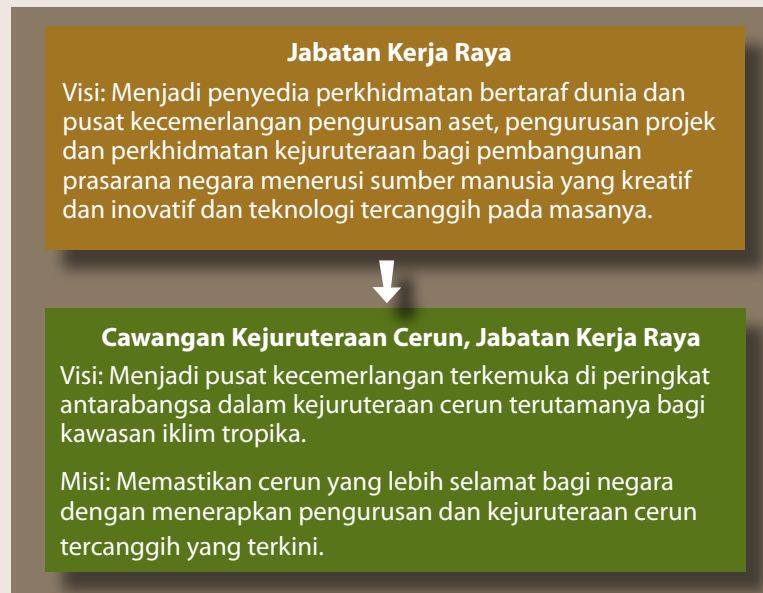 Jabatan Kerja Raya
Visi: Menjadi penyedia perkhidmatan bertaraf dunia dan
pusat kecemerlangan pengurusan aset, pengurusan projek
dan perkhidmatan kejuruteraan bagi pembangunan
prasarana negara menerusi sumber manusia yang kreatif
dan inovatif dan teknologi tercanggih pada masanya.
Cawangan Kejuruteraan Cerun, Jabatan Kerja Raya
Visi: Menjadi pusat kecemerlangan terkemuka di peringkat
antarabangsa dalam kejuruteraan cerun terutamanya bagi
kawasan iklim tropika.
Misi: Memastikan cerun yang lebih selamat bagi negara
dengan menerapkan pengurusan dan kejuruteraan cerun
tercanggih yang terkini.